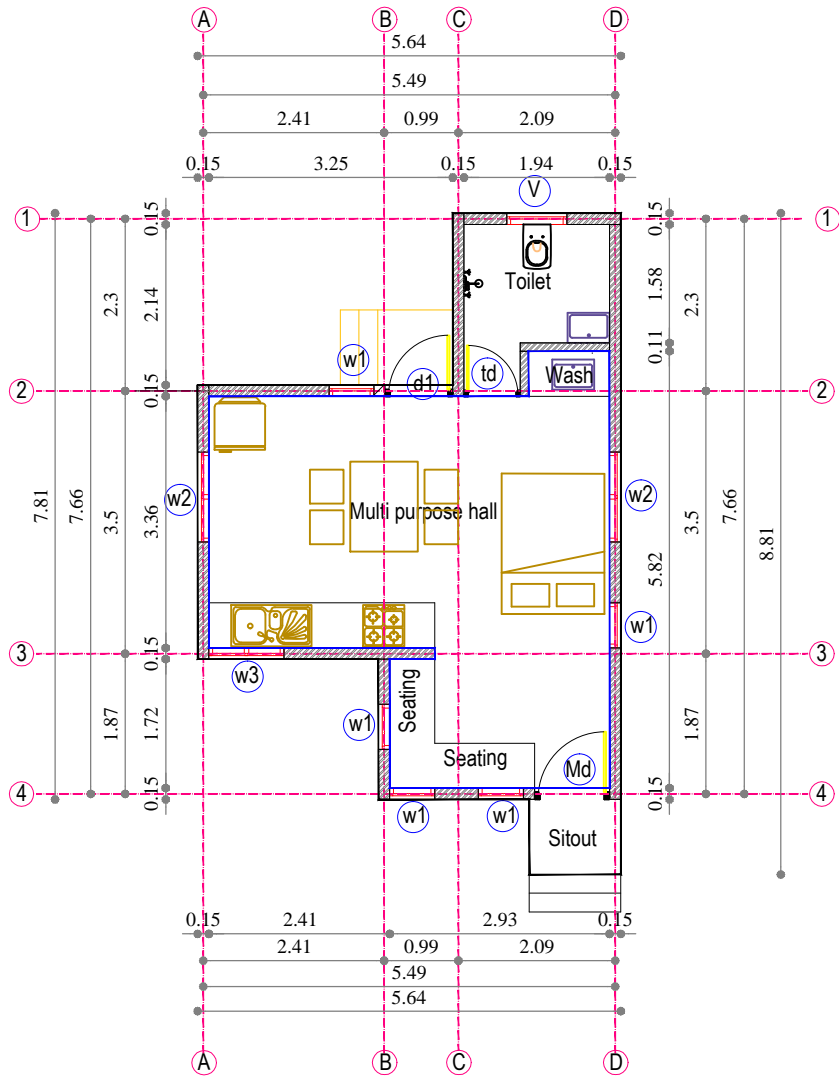 A B C D
5.64
5.49
2.41 0.99 2.09
0.15 3.25 0.15 1.94 0.15
V
1 0.15 0.15 1
Toilet
2.3 2.14 1.58 2.3
0.11
w1 d1 td Wash
2 0.15 2
w2 Multi purpose hall w2
7.81 7.66 3.5 3.36 5.82 3.5 7.66 8.81
w1
3 0.15 3
w3
1.87 1.72 w1 Seating 1.87
Seating Md
4 0.15 0.15 4
w1 w1
Sitout
0.15 2.41 2.93 0.15
2.41 0.99 2.09
5.49
5.64
A B C D